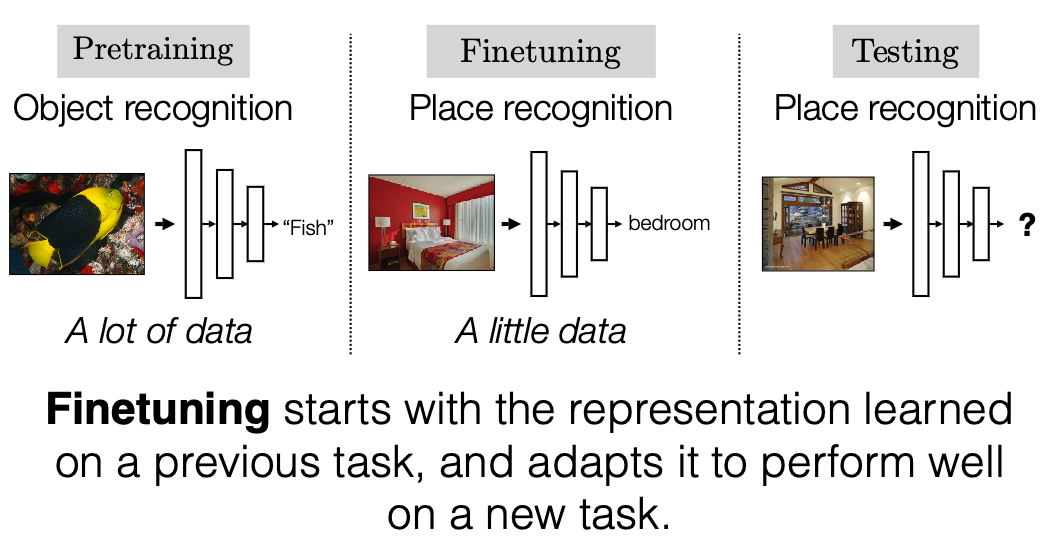 Pretraining
Finetuning
Testing
Object recognition
Place recognition
Place recognition
“Fish”
bedroom
?
A lot of data
A little data
Finetuning starts with the representation learned
on a previous task, and adapts it to perform well
on a new task.